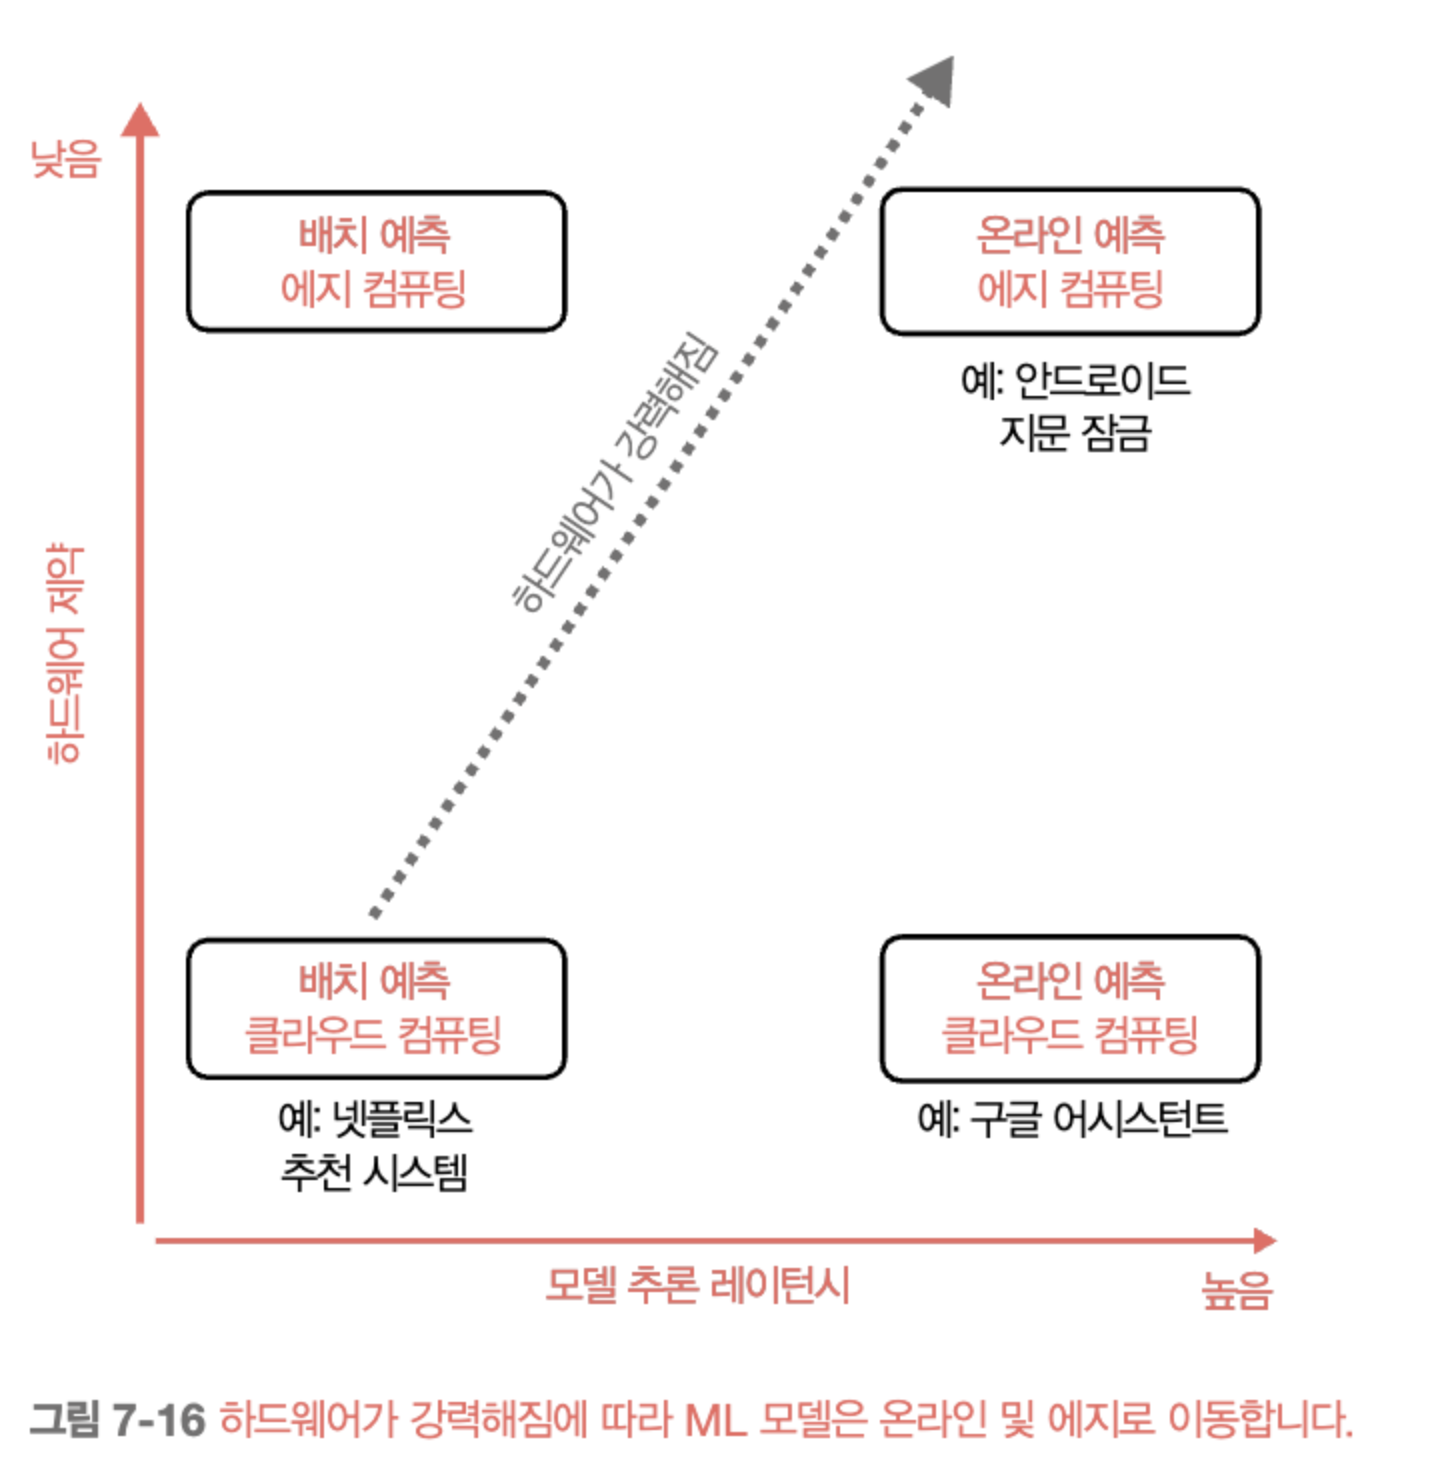 낮음
배치 예측
에지 컴퓨팅
온라인 예측
에지 컴퓨팅
예: 안드로이드
지문 잠금
하드웨어가 강력해짐
하드웨어 제약
배치 예측
클라우드 컴퓨팅
예: 넷플릭스
추천 시스템
온라인 예측
클라우드 컴퓨팅
예: 구글 어시스턴트
모델 추론 레이턴시
높음
그림 7-16 하드웨어가 강력해짐에 따라 ML 모델은 온라인 및 에지로 이동합니다.